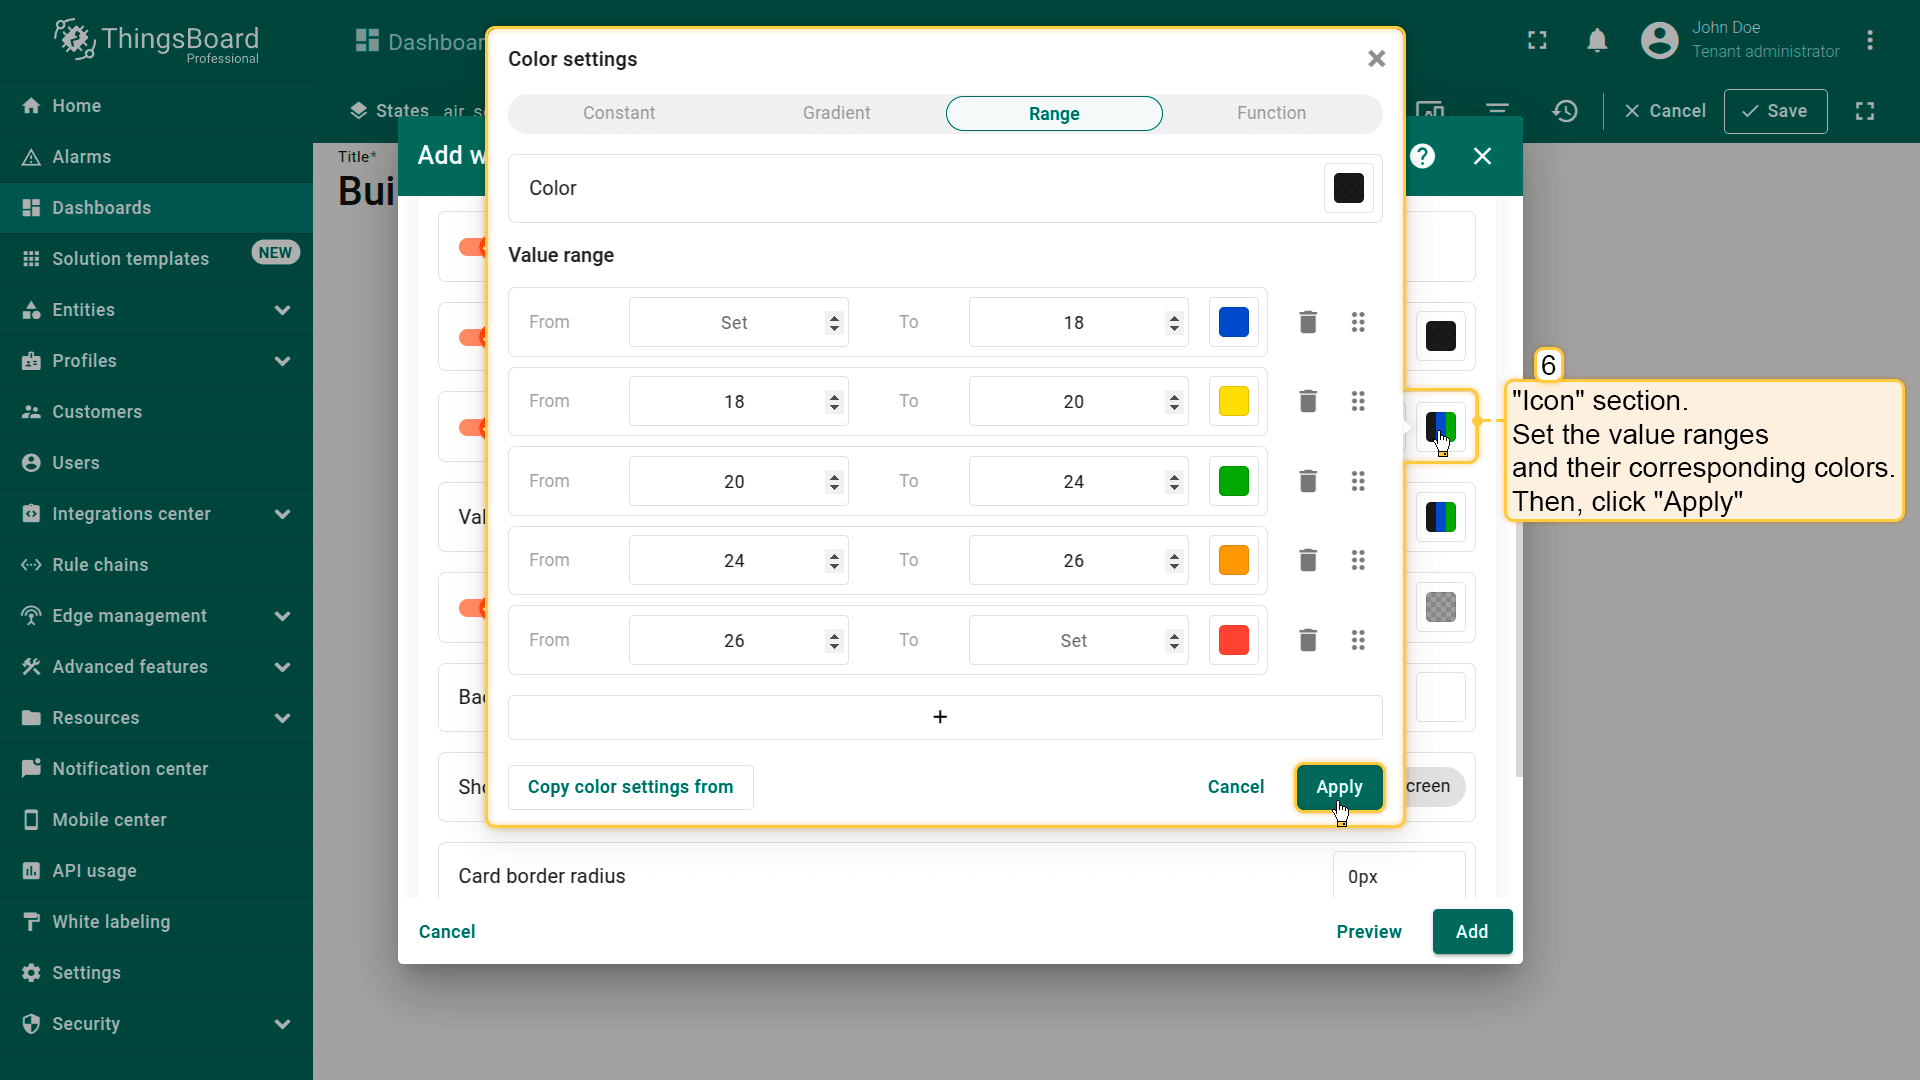 ThingsBoard
Professional
Home
Alarms
Dashboards
Solution templates
NEW
Entities
Profiles
Customers
Users
Integrations center
Rule chains
Edge management
Advanced features
Resources
Notification center
Mobile center
API usage
White labeling
Settings
Security
Dashboar
John Doe
Tenant administrator
States
air_s
Cancel
Save
Title*
Bui
Add w
Color settings
Constant
Gradient
Range
Function
Color
Value range
From Set To 18
From 18 To 20
From 20 To 24
From 24 To 26
From 26 To Set
+
Copy color settings from
Cancel
Apply
Val
Bac
Sho
creen
Card border radius
0px
Cancel
Preview
Add
6
"Icon" section.
Set the value ranges
and their corresponding colors.
Then, click "Apply"